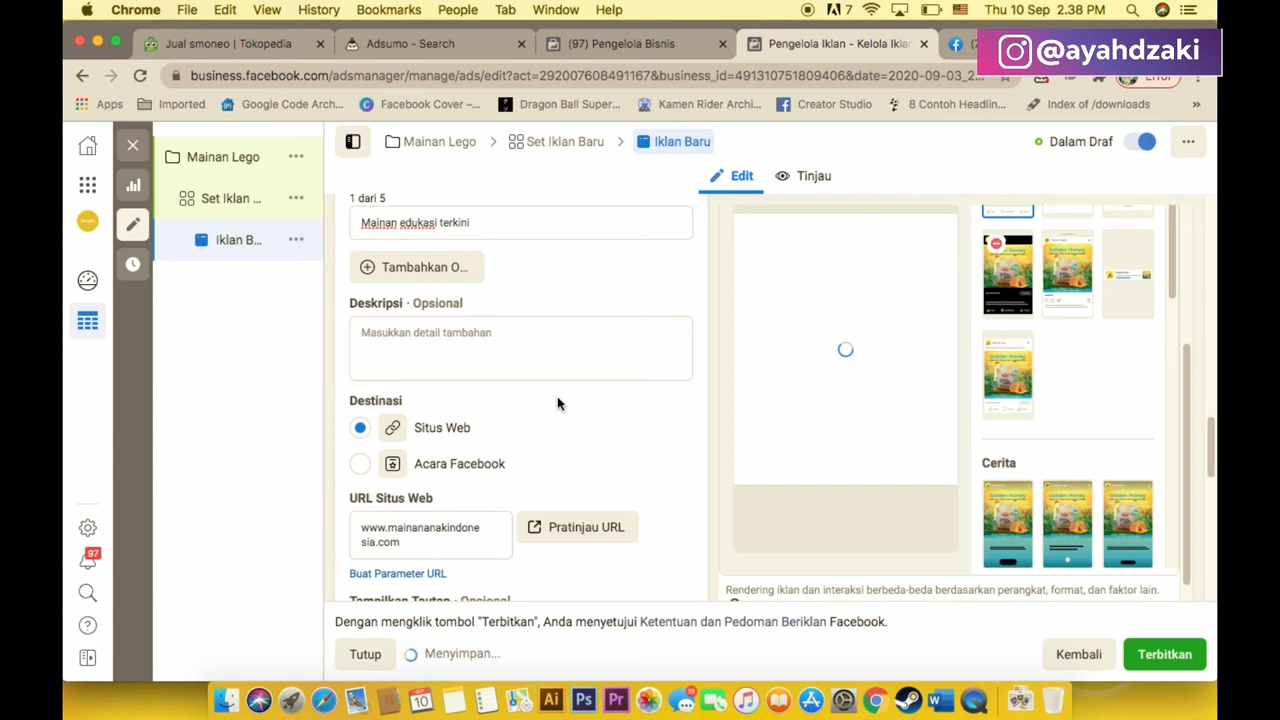 Chrome File Edit View History Bookmarks People Tab Window Help
7 Thu 10 Sep 2.38 PM
Jual smoneo | Tokopedia
Adsumo - Search
(97) Pengelola Bisnis
Pengelola Iklan - Kelola Ikla
@ayahdzaki
business.facebook.com/adsmanager/manage/ads/edit?act=292007608491167&business_id=491310751809406&date=2020-09-03_2...
Error
Apps Imported Google Code Arch... Facebook Cover –... Dragon Ball Super... Kamen Rider Archi... Creator Studio 8 Contoh Headlin... Index of /downloads »
Mainan Lego
Set Iklan ...
Iklan B...
97
Mainan Lego > Set Iklan Baru > Iklan Baru
Dalam Draf
Edit
Tinjau
1 dari 5
Mainan edukasi terkini
Tambahkan O...
Deskripsi · Opsional
Masukkan detail tambahan
Destinasi
Situs Web
Acara Facebook
URL Situs Web
www.mainananakindone
sia.com
Pratinjau URL
Buat Parameter URL
Tampilkan Tautan · Opsional
Cerita
Rendering iklan dan interaksi berbeda-beda berdasarkan perangkat, format, dan faktor lain.
Dengan mengklik tombol "Terbitkan", Anda menyetujui Ketentuan dan Pedoman Beriklan Facebook.
Tutup
Menyimpan...
Kembali
Terbitkan